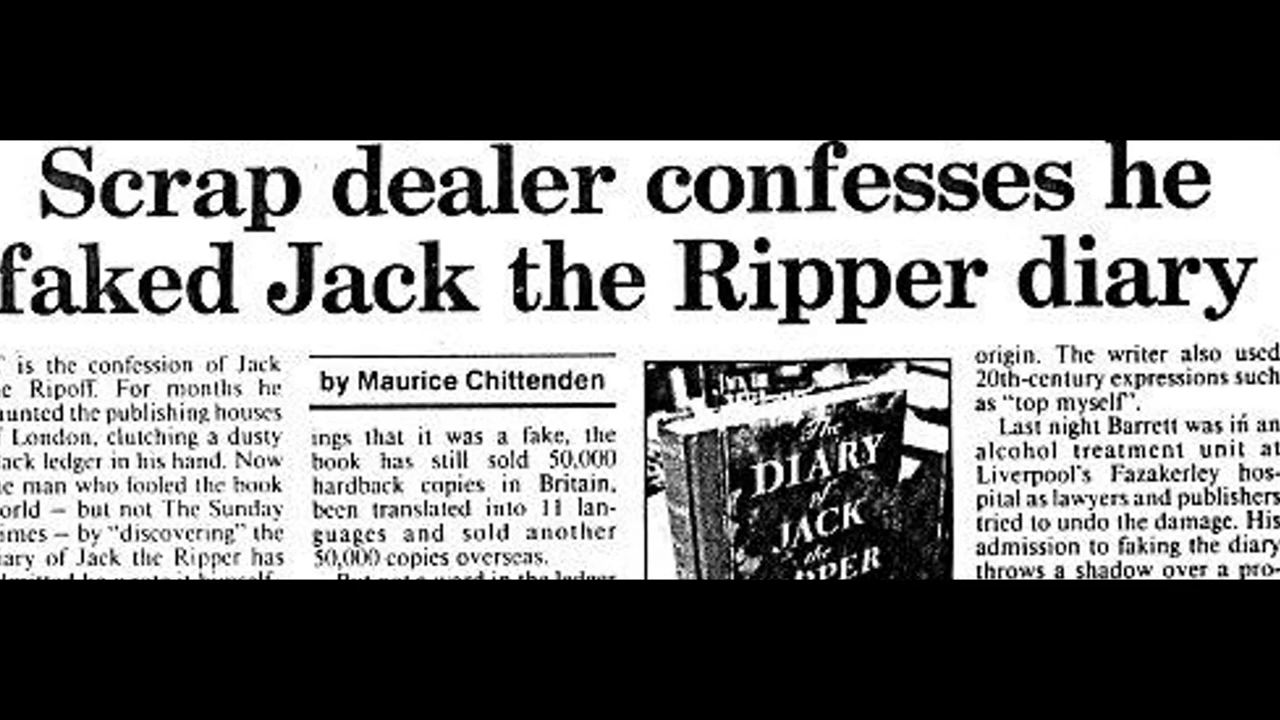 Scrap dealer confesses he
faked Jack the Ripper diary
is the confession of Jack
Ripoff. For months he
the publishing houses
London, clutching a dusty
ledger in his hand. Now
man who fooled the book
– but not The Sunday
– by "discovering" the
of Jack the Ripper has
by Maurice Chittenden
ings that it was a fake, the
book has still sold 50,000
hardback copies in Britain,
been translated into 11 lan-
guages and sold another
50,000 copies overseas.
The
DIARY
of
JACK
the
PPER
origin. The writer also used
20th-century expressions such
as "top myself".
Last night Barrett was in an
alcohol treatment unit at
Liverpool's Fazakerley hos-
pital as lawyers and publishers
tried to undo the damage. His
admission to faking the diary
throws a shadow over a pro-